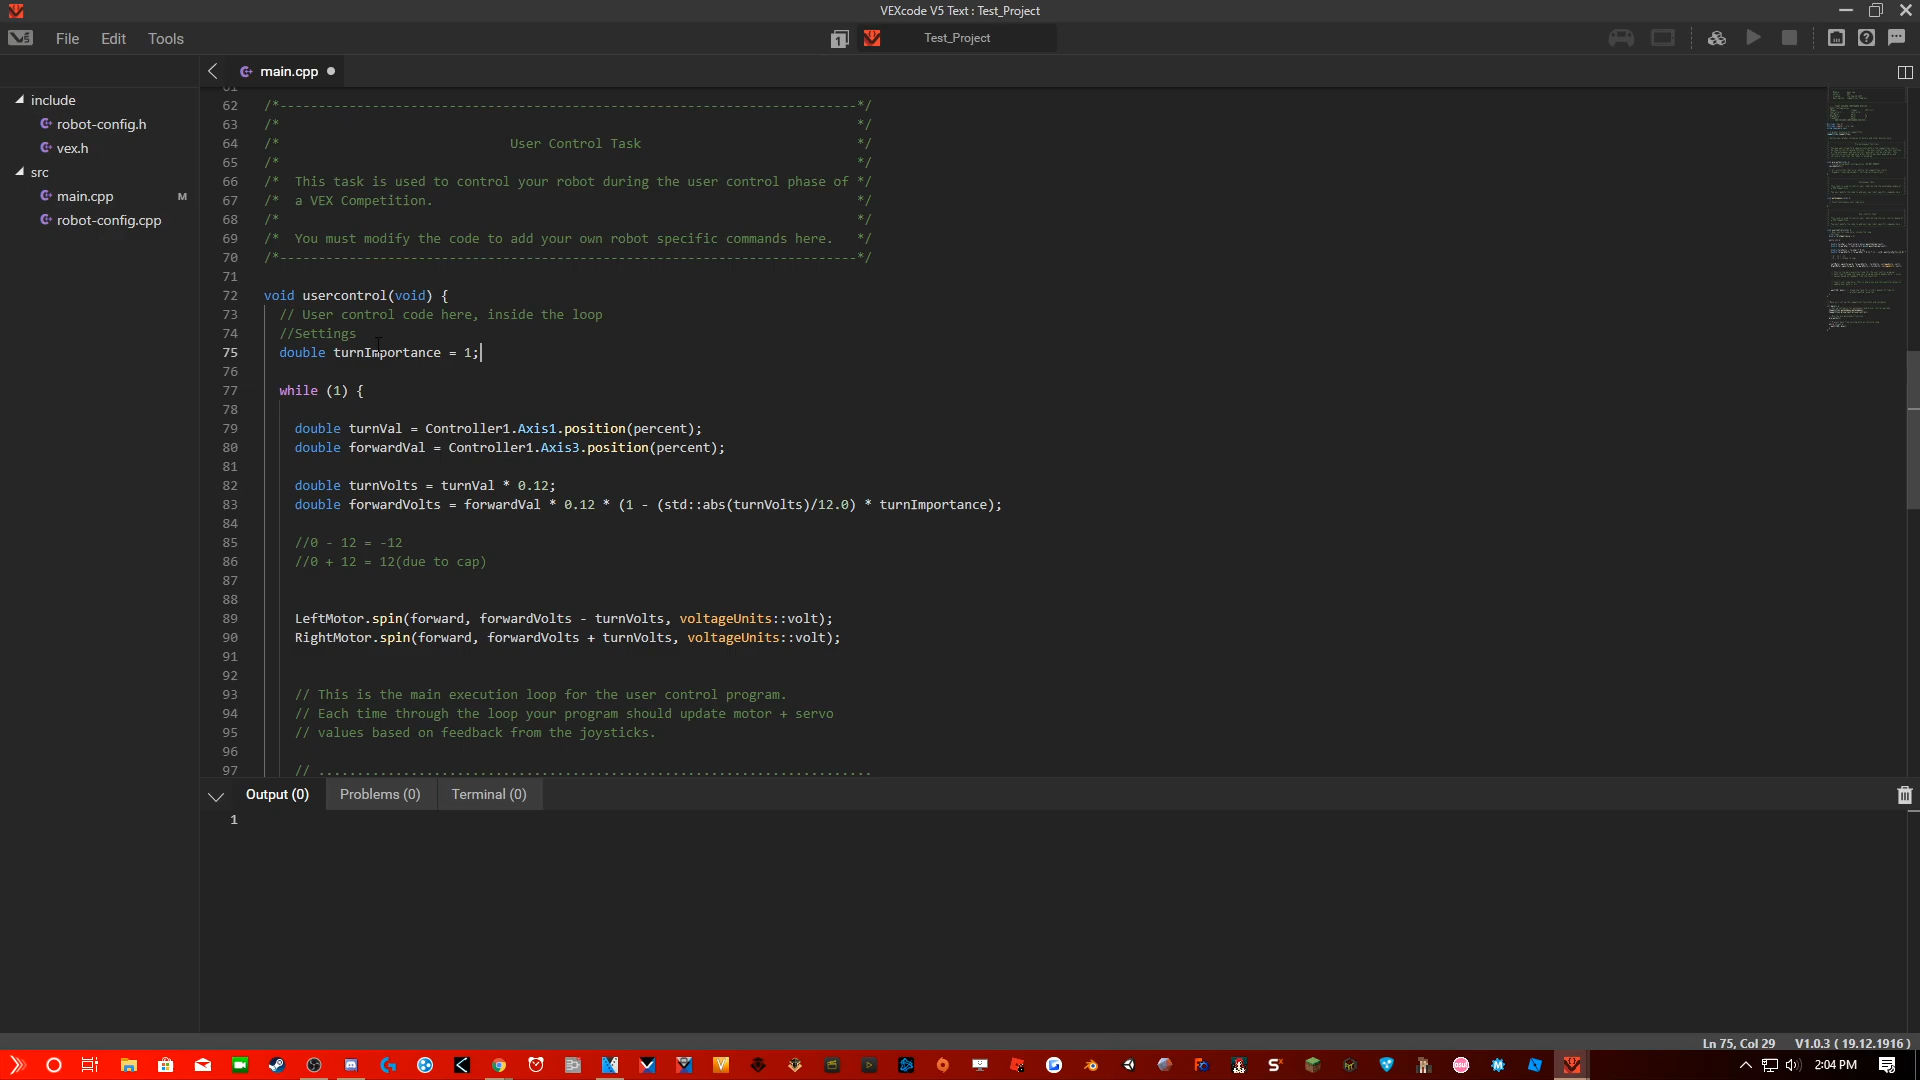 VEXcode V5 Text : Test_Project
V5 File Edit Tools
1 Test_Project
main.cpp
include
robot-config.h
vex.h
src
main.cpp M
robot-config.cpp
61
62 /*---------------------------------------------------------------------------*/
63 /* */
64 /* User Control Task */
65 /* */
66 /* This task is used to control your robot during the user control phase of */
67 /* a VEX Competition. */
68 /* */
69 /* You must modify the code to add your own robot specific commands here. */
70 /*---------------------------------------------------------------------------*/
71
72 void usercontrol(void) {
73 // User control code here, inside the loop
74 //Settings
75 double turnImportance = 1;
76
77 while (1) {
78
79 double turnVal = Controller1.Axis1.position(percent);
80 double forwardVal = Controller1.Axis3.position(percent);
81
82 double turnVolts = turnVal * 0.12;
83 double forwardVolts = forwardVal * 0.12 * (1 - (std::abs(turnVolts)/12.0) * turnImportance);
84
85 //0 - 12 = -12
86 //0 + 12 = 12(due to cap)
87
88
89 LeftMotor.spin(forward, forwardVolts - turnVolts, voltageUnits::volt);
90 RightMotor.spin(forward, forwardVolts + turnVolts, voltageUnits::volt);
91
92
93 // This is the main execution loop for the user control program.
94 // Each time through the loop your program should update motor + servo
95 // values based on feedback from the joysticks.
96
97 // ........................................................................
Output (0) Problems (0) Terminal (0)
1
Ln 75, Col 29 V1.0.3 ( 19.12.1916 )
2:04 PM